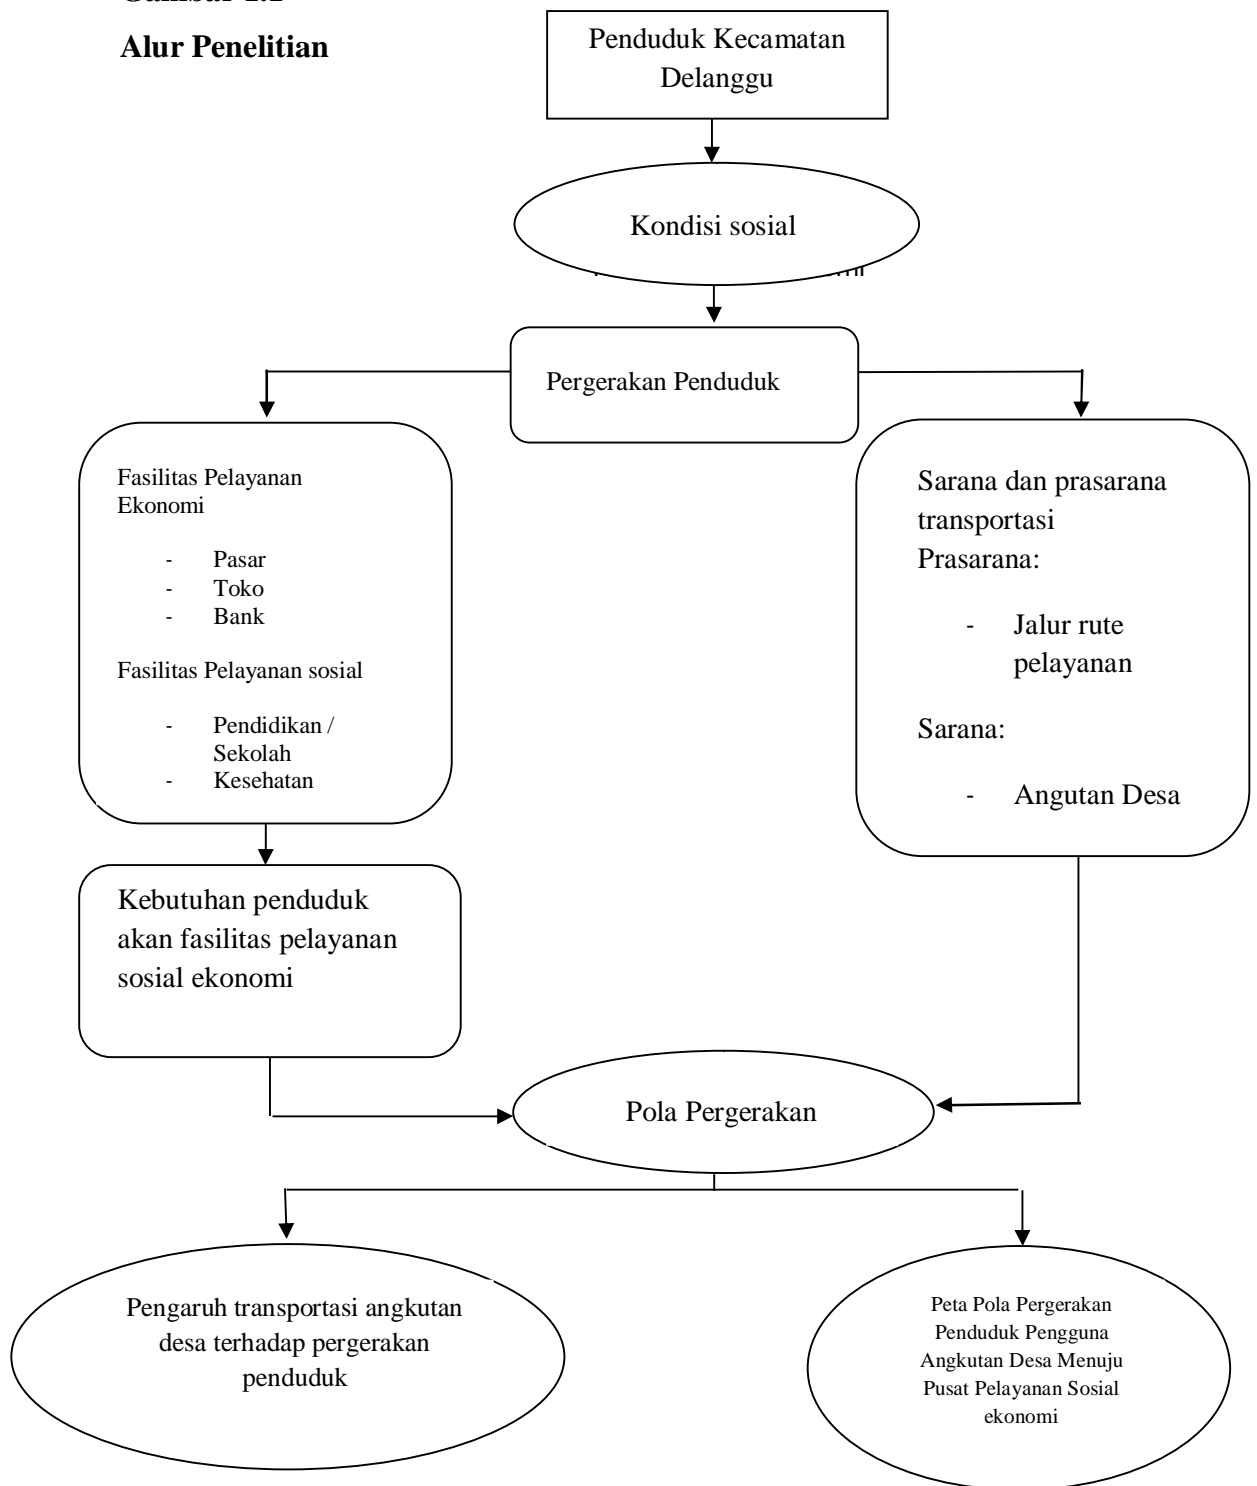 Alur Penelitian
Penduduk Kecamatan
Delanggu
Kondisi sosial
Pergerakan Penduduk
Fasilitas Pelayanan
Ekonomi
- Pasar
- Toko
- Bank
Fasilitas Pelayanan sosial
- Pendidikan /
Sekolah
- Kesehatan
Sarana dan prasarana
transportasi
Prasarana:
- Jalur rute
pelayanan
Sarana:
- Angutan Desa
Kebutuhan penduduk
akan fasilitas pelayanan
sosial ekonomi
Pola Pergerakan
Pengaruh transportasi angkutan
desa terhadap pergerakan
penduduk
Peta Pola Pergerakan
Penduduk Pengguna
Angkutan Desa Menuju
Pusat Pelayanan Sosial
ekonomi